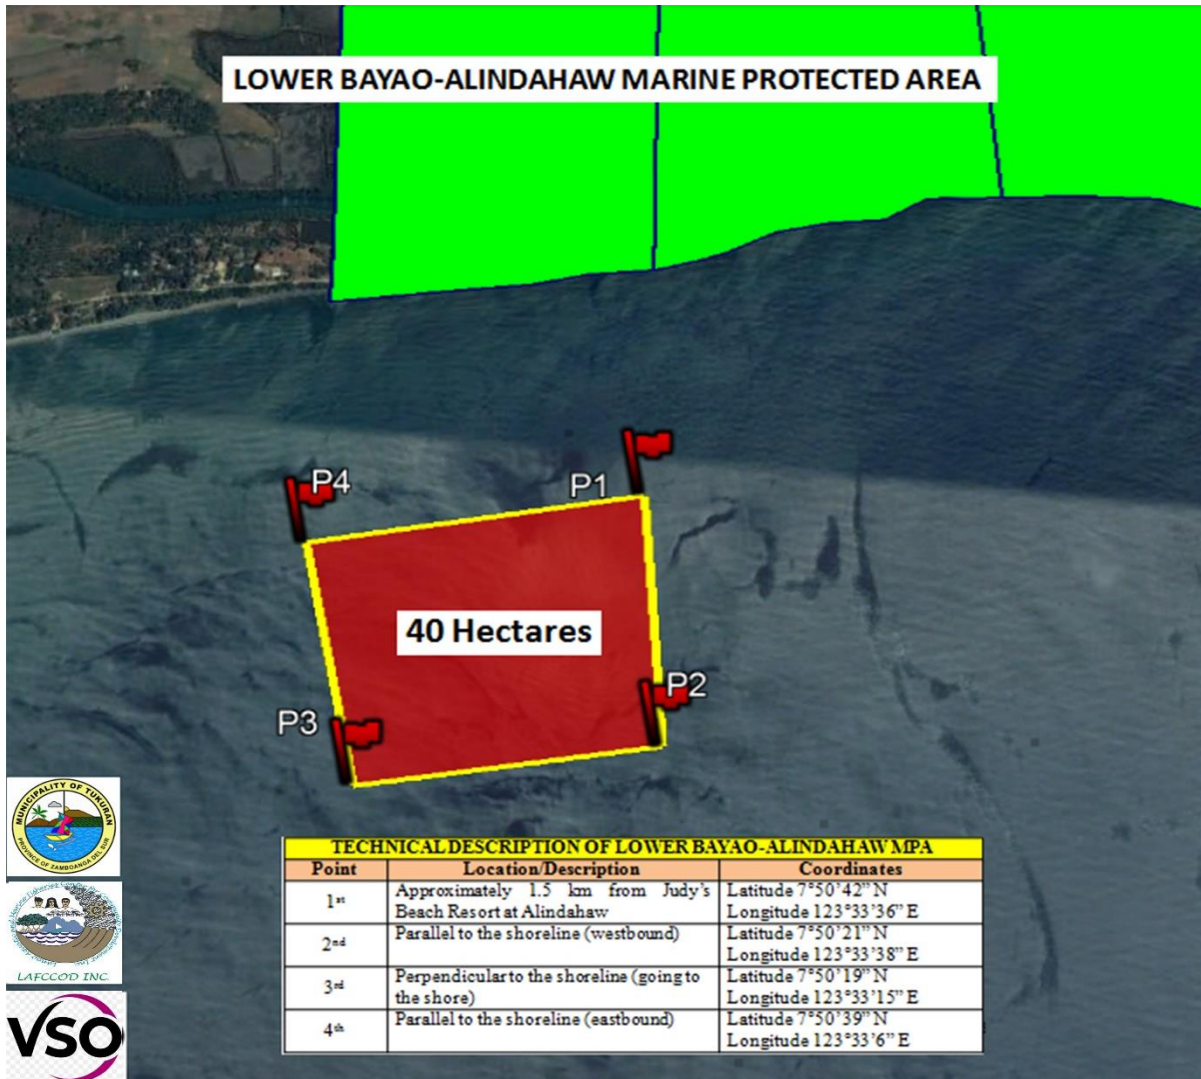 LOWER BAYAO-ALINDAHAW MARINE PROTECTED AREA
P4
P1
40 Hectares
P2
P3
MUNICIPALITY OF TUKURAN
PROVINCE OF ZAMBOANGA DEL SUR
LAFCCOD INC.
VSO
TECHNICAL DESCRIPTION OF LOWER BAYAO-ALINDAHAW MPA
Point Location/Description Coordinates
1st Approximately 1.5 km from Judy's Latitude 7°50'42" N
Beach Resort at Alindahaw Longitude 123°33'36" E
2nd Parallel to the shoreline (westbound) Latitude 7°50'21" N
Longitude 123°33'38" E
3rd Perpendicular to the shoreline (going to Latitude 7°50'19" N
the shore) Longitude 123°33'15" E
4th Parallel to the shoreline (eastbound) Latitude 7°50'39" N
Longitude 123°33'6" E